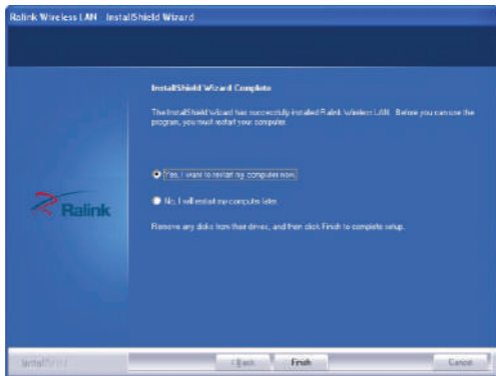 Ralink Wireless LAN - InstallShield Wizard
InstallShield Wizard Complete
The InstallShield Wizard has successfully installed Ralink Wireless LAN. Before you can use the
program, you must restart your computer.
Yes, I want to restart my computer now.
No, I will restart my computer later.
Remove any disks from their drives, and then click Finish to complete setup.
Ralink
InstallShield
< Back
Finish
Cancel